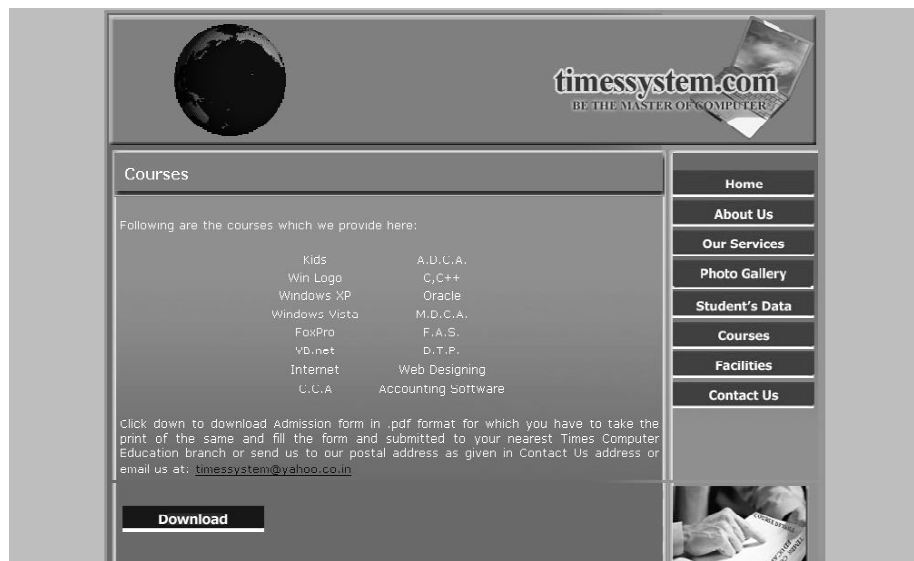 timessystem.com
BE THE MASTER OF COMPUTER
Courses
Following are the courses which we provide here:
Kids A.D.C.A.
Win Logo C,C++
Windows XP Oracle
Windows Vista M.D.C.A.
FoxPro F.A.S.
VB.net D.T.P.
Internet Web Designing
C.C.A Accounting Software
Click down to download Admission form in .pdf format for which you have to take the
print of the same and fill the form and submitted to your nearest Times Computer
Education branch or send us to our postal address as given in Contact Us address or
email us at: timessystem@yahoo.co.in
Download
Home
About Us
Our Services
Photo Gallery
Student's Data
Courses
Facilities
Contact Us
COURSE DETAILS